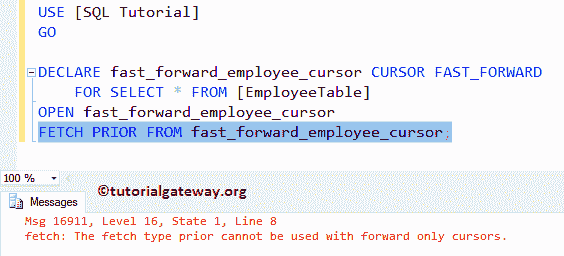 USE [SQL Tutorial]
GO
DECLARE fast_forward_employee_cursor CURSOR FAST_FORWARD
FOR SELECT * FROM [EmployeeTable]
OPEN fast_forward_employee_cursor
FETCH PRIOR FROM fast_forward_employee_cursor;
100 %
©tutorialgateway.org
Messages
Msg 16911, Level 16, State 1, Line 8
fetch: The fetch type prior cannot be used with forward only cursors.